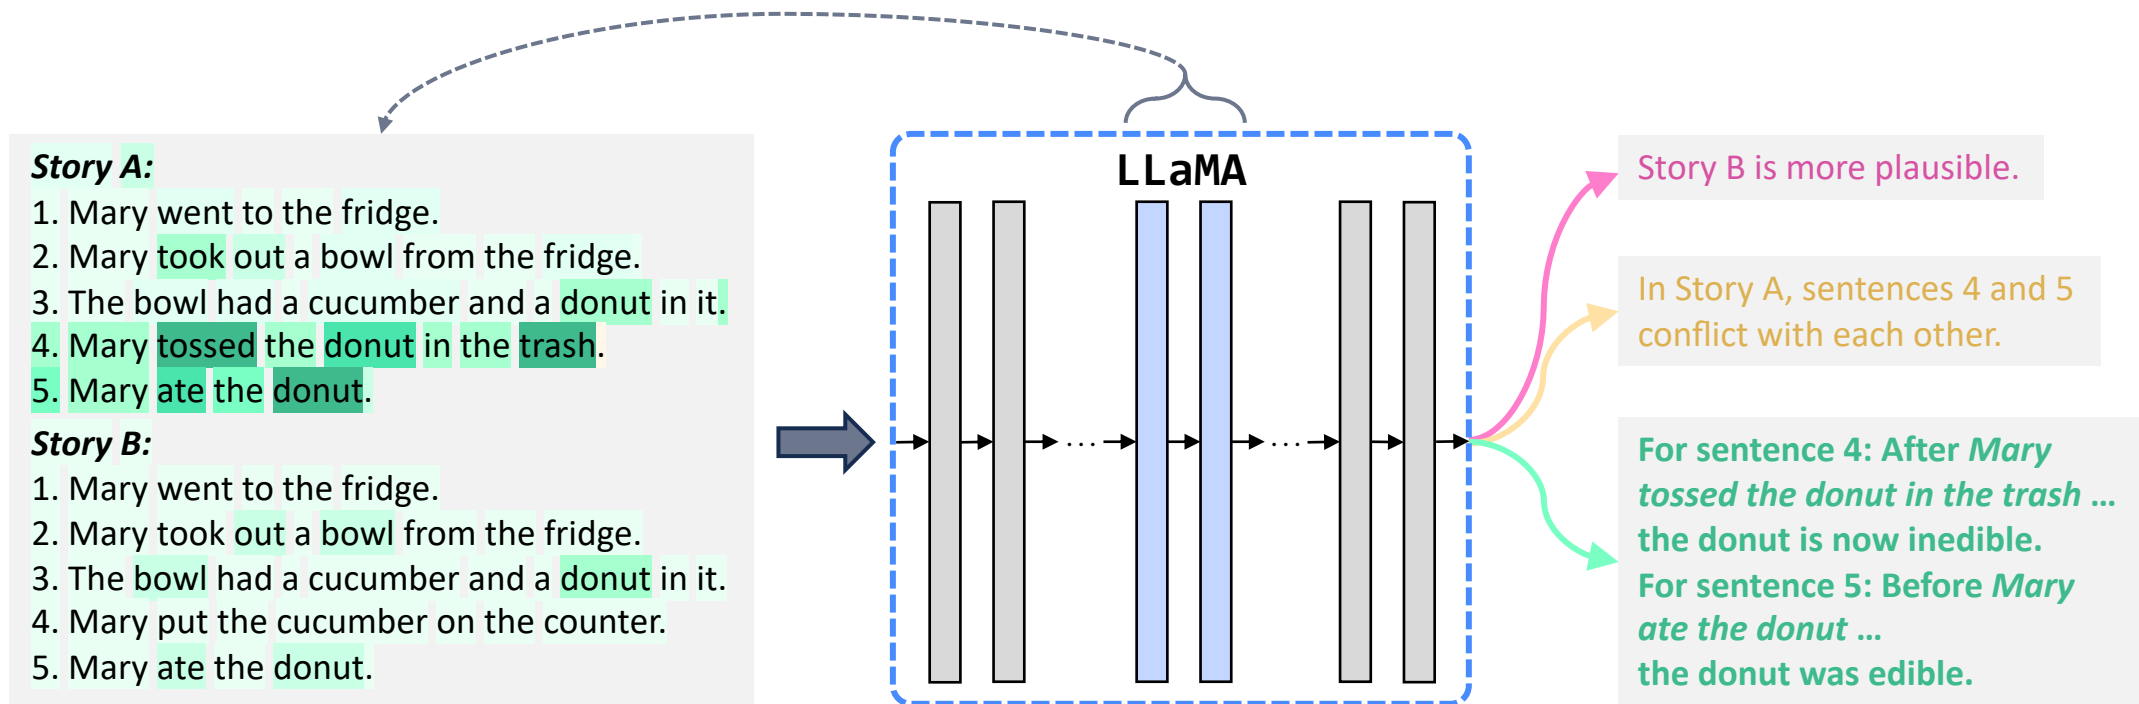 Story A:
1. Mary went to the fridge.
2. Mary took out a bowl from the fridge.
3. The bowl had a cucumber and a donut in it.
4. Mary tossed the donut in the trash.
5. Mary ate the donut.
Story B:
1. Mary went to the fridge.
2. Mary took out a bowl from the fridge.
3. The bowl had a cucumber and a donut in it.
4. Mary put the cucumber on the counter.
5. Mary ate the donut.
LLaMA
...
...
Story B is more plausible.
In Story A, sentences 4 and 5
conflict with each other.
For sentence 4: After Mary
tossed the donut in the trash ...
the donut is now inedible.
For sentence 5: Before Mary
ate the donut ...
the donut was edible.